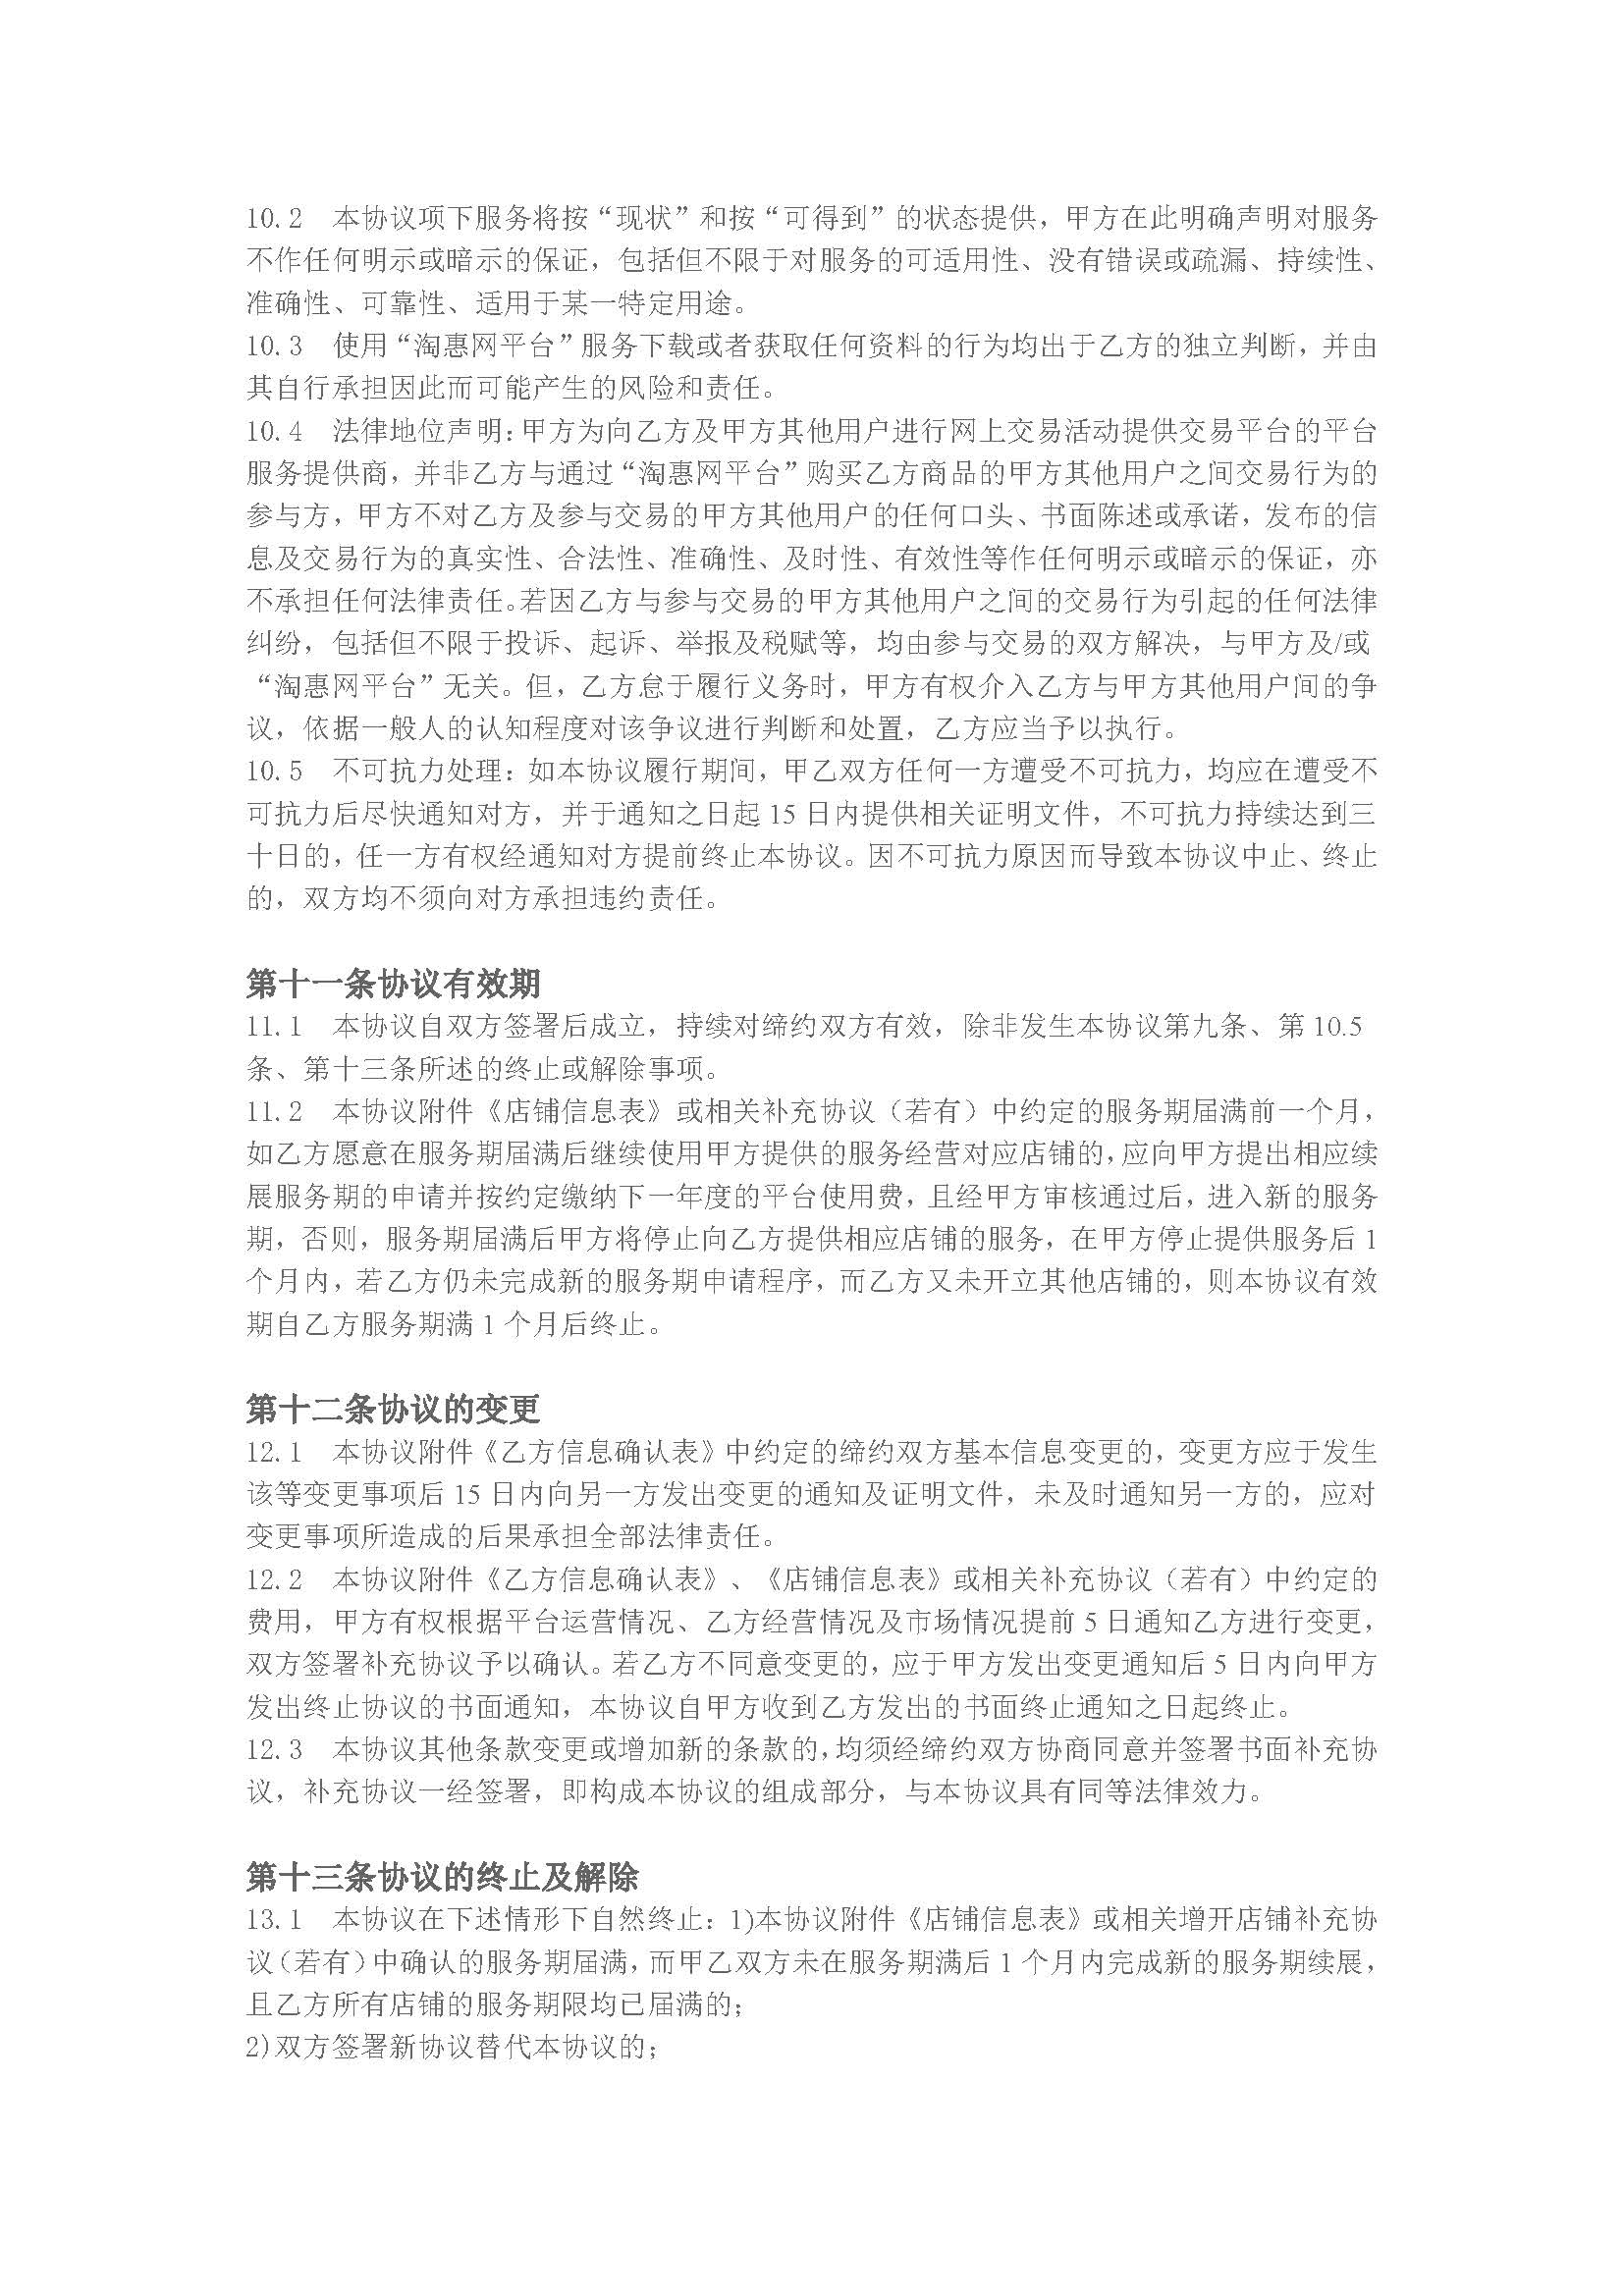 10.2　本协议项下服务将按“现状”和按“可得到”的状态提供，甲方在此明确声明对服务
不作任何明示或暗示的保证，包括但不限于对服务的可适用性、没有错误或疏漏、持续性、
准确性、可靠性、适用于某一特定用途。
10.3　使用“淘惠网平台”服务下载或者获取任何资料的行为均出于乙方的独立判断，并由
其自行承担因此而可能产生的风险和责任。
10.4　法律地位声明：甲方为向乙方及甲方其他用户进行网上交易活动提供交易平台的平台
服务提供商，并非乙方与通过“淘惠网平台”购买乙方商品的甲方其他用户之间交易行为的
参与方，甲方不对乙方及参与交易的甲方其他用户的任何口头、书面陈述或承诺，发布的信
息及交易行为的真实性、合法性、准确性、及时性、有效性等作任何明示或暗示的保证，亦
不承担任何法律责任。若因乙方与参与交易的甲方其他用户之间的交易行为引起的任何法律
纠纷，包括但不限于投诉、起诉、举报及税赋等，均由参与交易的双方解决，与甲方及/或
“淘惠网平台”无关。但，乙方怠于履行义务时，甲方有权介入乙方与甲方其他用户间的争
议，依据一般人的认知程度对该争议进行判断和处置，乙方应当予以执行。
10.5　不可抗力处理：如本协议履行期间，甲乙双方任何一方遭受不可抗力，均应在遭受不
可抗力后尽快通知对方，并于通知之日起 15 日内提供相关证明文件，不可抗力持续达到三
十日的，任一方有权经通知对方提前终止本协议。因不可抗力原因而导致本协议中止、终止
的，双方均不须向对方承担违约责任。
第十一条协议有效期
11.1　本协议自双方签署后成立，持续对缔约双方有效，除非发生本协议第九条、第 10.5
条、第十三条所述的终止或解除事项。
11.2　本协议附件《店铺信息表》或相关补充协议（若有）中约定的服务期届满前一个月，
如乙方愿意在服务期届满后继续使用甲方提供的服务经营对应店铺的，应向甲方提出相应续
展服务期的申请并按约定缴纳下一年度的平台使用费，且经甲方审核通过后，进入新的服务
期，否则，服务期届满后甲方将停止向乙方提供相应店铺的服务，在甲方停止提供服务后 1
个月内，若乙方仍未完成新的服务期申请程序，而乙方又未开立其他店铺的，则本协议有效
期自乙方服务期满 1 个月后终止。
第十二条协议的变更
12.1　本协议附件《乙方信息确认表》中约定的缔约双方基本信息变更的，变更方应于发生
该等变更事项后 15 日内向另一方发出变更的通知及证明文件，未及时通知另一方的，应对
变更事项所造成的后果承担全部法律责任。
12.2　本协议附件《乙方信息确认表》、《店铺信息表》或相关补充协议（若有）中约定的
费用，甲方有权根据平台运营情况、乙方经营情况及市场情况提前 5 日通知乙方进行变更，
双方签署补充协议予以确认。若乙方不同意变更的，应于甲方发出变更通知后 5 日内向甲方
发出终止协议的书面通知，本协议自甲方收到乙方发出的书面终止通知之日起终止。
12.3　本协议其他条款变更或增加新的条款的，均须经缔约双方协商同意并签署书面补充协
议，补充协议一经签署，即构成本协议的组成部分，与本协议具有同等法律效力。
第十三条协议的终止及解除
13.1　本协议在下述情形下自然终止：1)本协议附件《店铺信息表》或相关增开店铺补充协
议（若有）中确认的服务期届满，而甲乙双方未在服务期满后 1 个月内完成新的服务期续展，
且乙方所有店铺的服务期限均已届满的；
2)双方签署新协议替代本协议的；